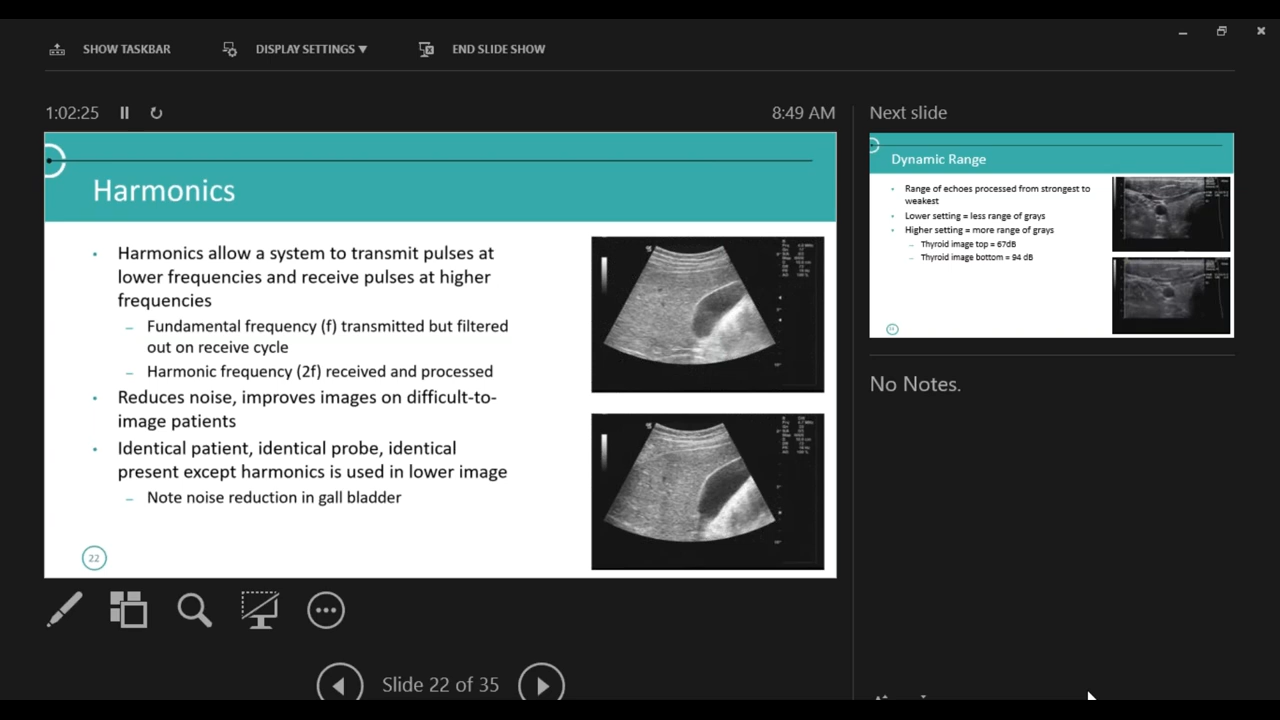 SHOW TASKBAR
DISPLAY SETTINGS ▼
END SLIDE SHOW
1:02:25
8:49 AM
Harmonics
• Harmonics allow a system to transmit pulses at
lower frequencies and receive pulses at higher
frequencies
– Fundamental frequency (f) transmitted but filtered
out on receive cycle
– Harmonic frequency (2f) received and processed
• Reduces noise, improves images on difficult-to-
image patients
• Identical patient, identical probe, identical
present except harmonics is used in lower image
– Note noise reduction in gall bladder
22
Slide 22 of 35
Next slide
Dynamic Range
• Range of echoes processed from strongest to
weakest
• Lower setting = less range of grays
• Higher setting = more range of grays
– Thyroid image top = 67dB
– Thyroid image bottom = 94 dB
No Notes.